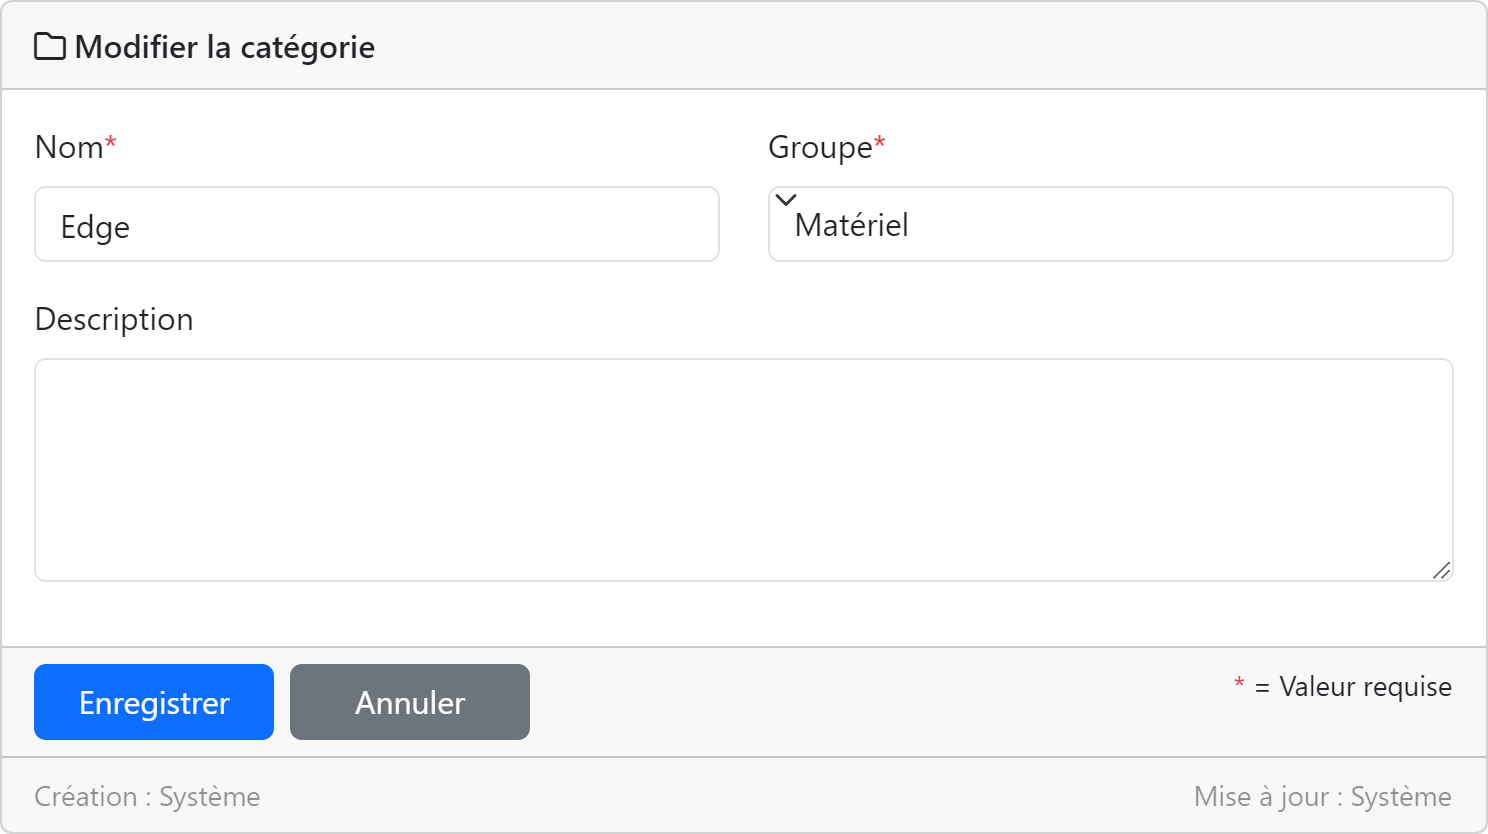 Modifier la catégorie
Nom* Groupe*
Edge Matériel
Description
Enregistrer Annuler * = Valeur requise
Création : Système Mise à jour : Système